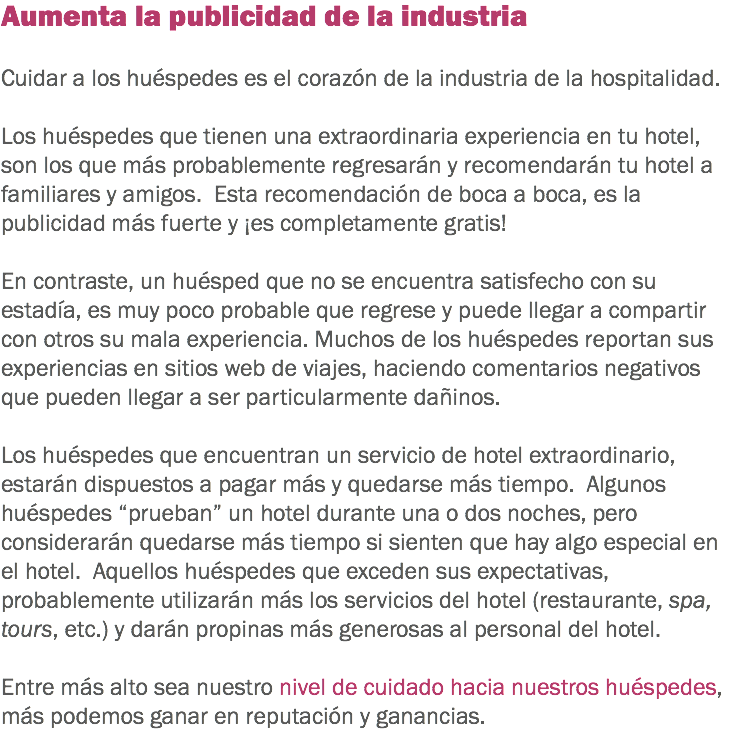 Aumenta la publicidad de la industria
Cuidar a los huéspedes es el corazón de la industria de la hospitalidad.
Los huéspedes que tienen una extraordinaria experiencia en tu hotel,
son los que más probablemente regresarán y recomendarán tu hotel a
familiares y amigos.  Esta recomendación de boca a boca, es la
publicidad más fuerte y ¡es completamente gratis!
En contraste, un huésped que no se encuentra satisfecho con su
estadía, es muy poco probable que regrese y puede llegar a compartir
con otros su mala experiencia. Muchos de los huéspedes reportan sus
experiencias en sitios web de viajes, haciendo comentarios negativos
que pueden llegar a ser particularmente dañinos.
Los huéspedes que encuentran un servicio de hotel extraordinario,
estarán dispuestos a pagar más y quedarse más tiempo.  Algunos
huéspedes “prueban” un hotel durante una o dos noches, pero
considerarán quedarse más tiempo si sienten que hay algo especial en
el hotel.  Aquellos huéspedes que exceden sus expectativas,
probablemente utilizarán más los servicios del hotel (restaurante, spa,
tours, etc.) y darán propinas más generosas al personal del hotel.
Entre más alto sea nuestro nivel de cuidado hacia nuestros huéspedes,
más podemos ganar en reputación y ganancias.